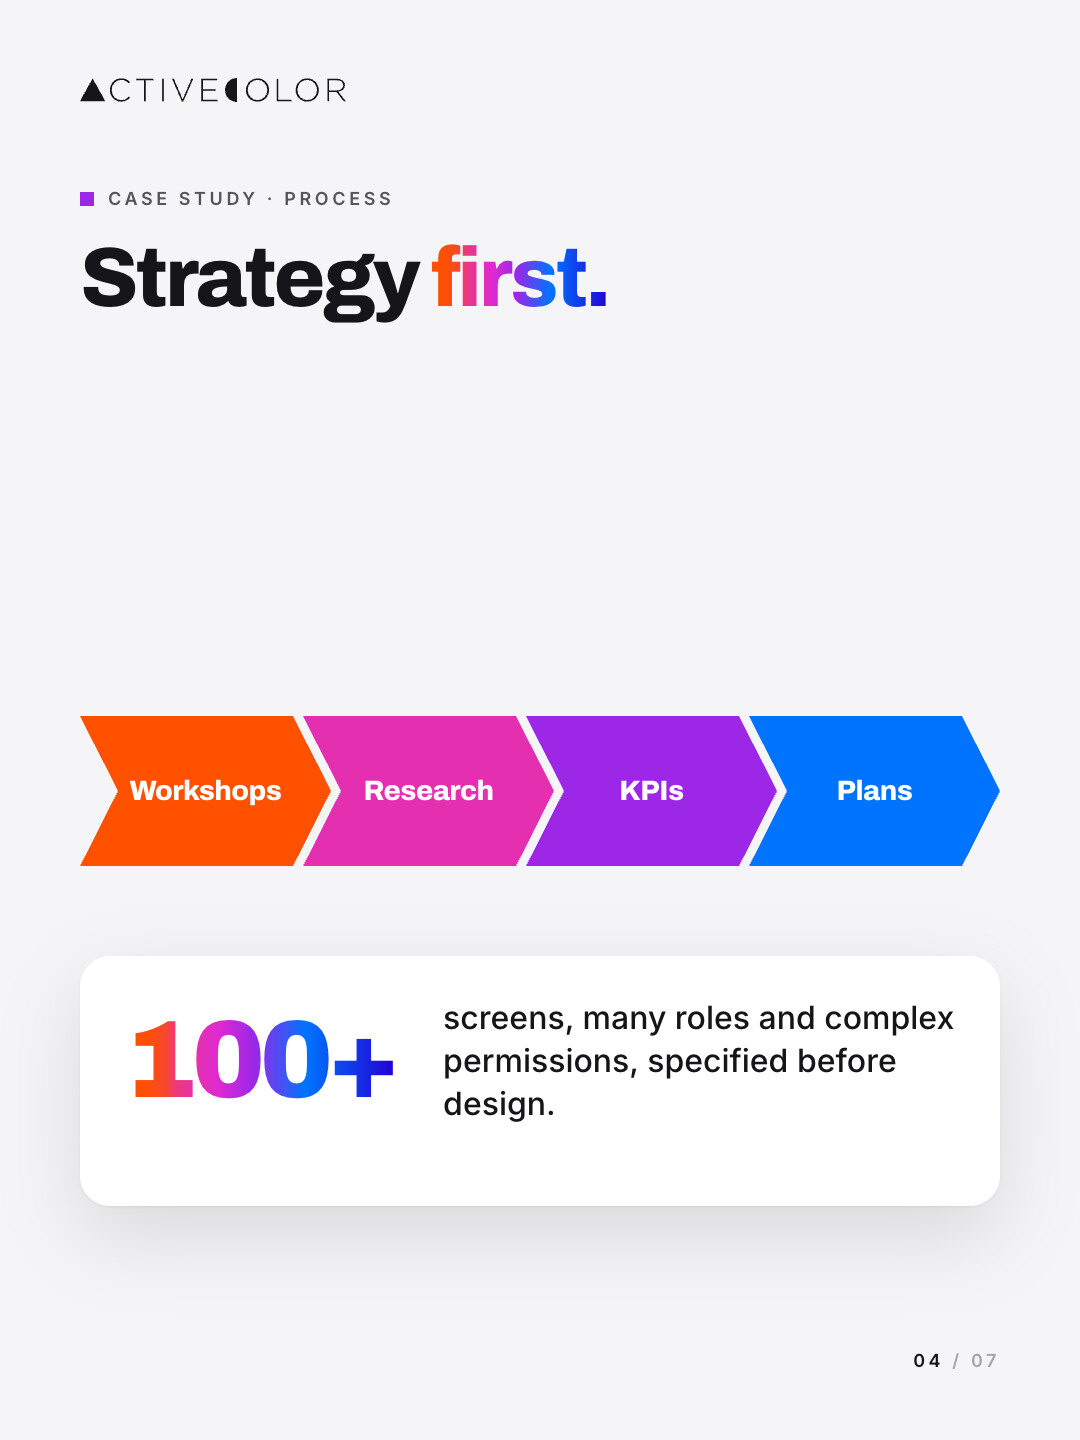 ACTIVECOLOR
CASE STUDY · PROCESS
Strategy first.
Workshops
Research
KPIs
Plans
100+
screens, many roles and complex
permissions, specified before
design.
04 / 07